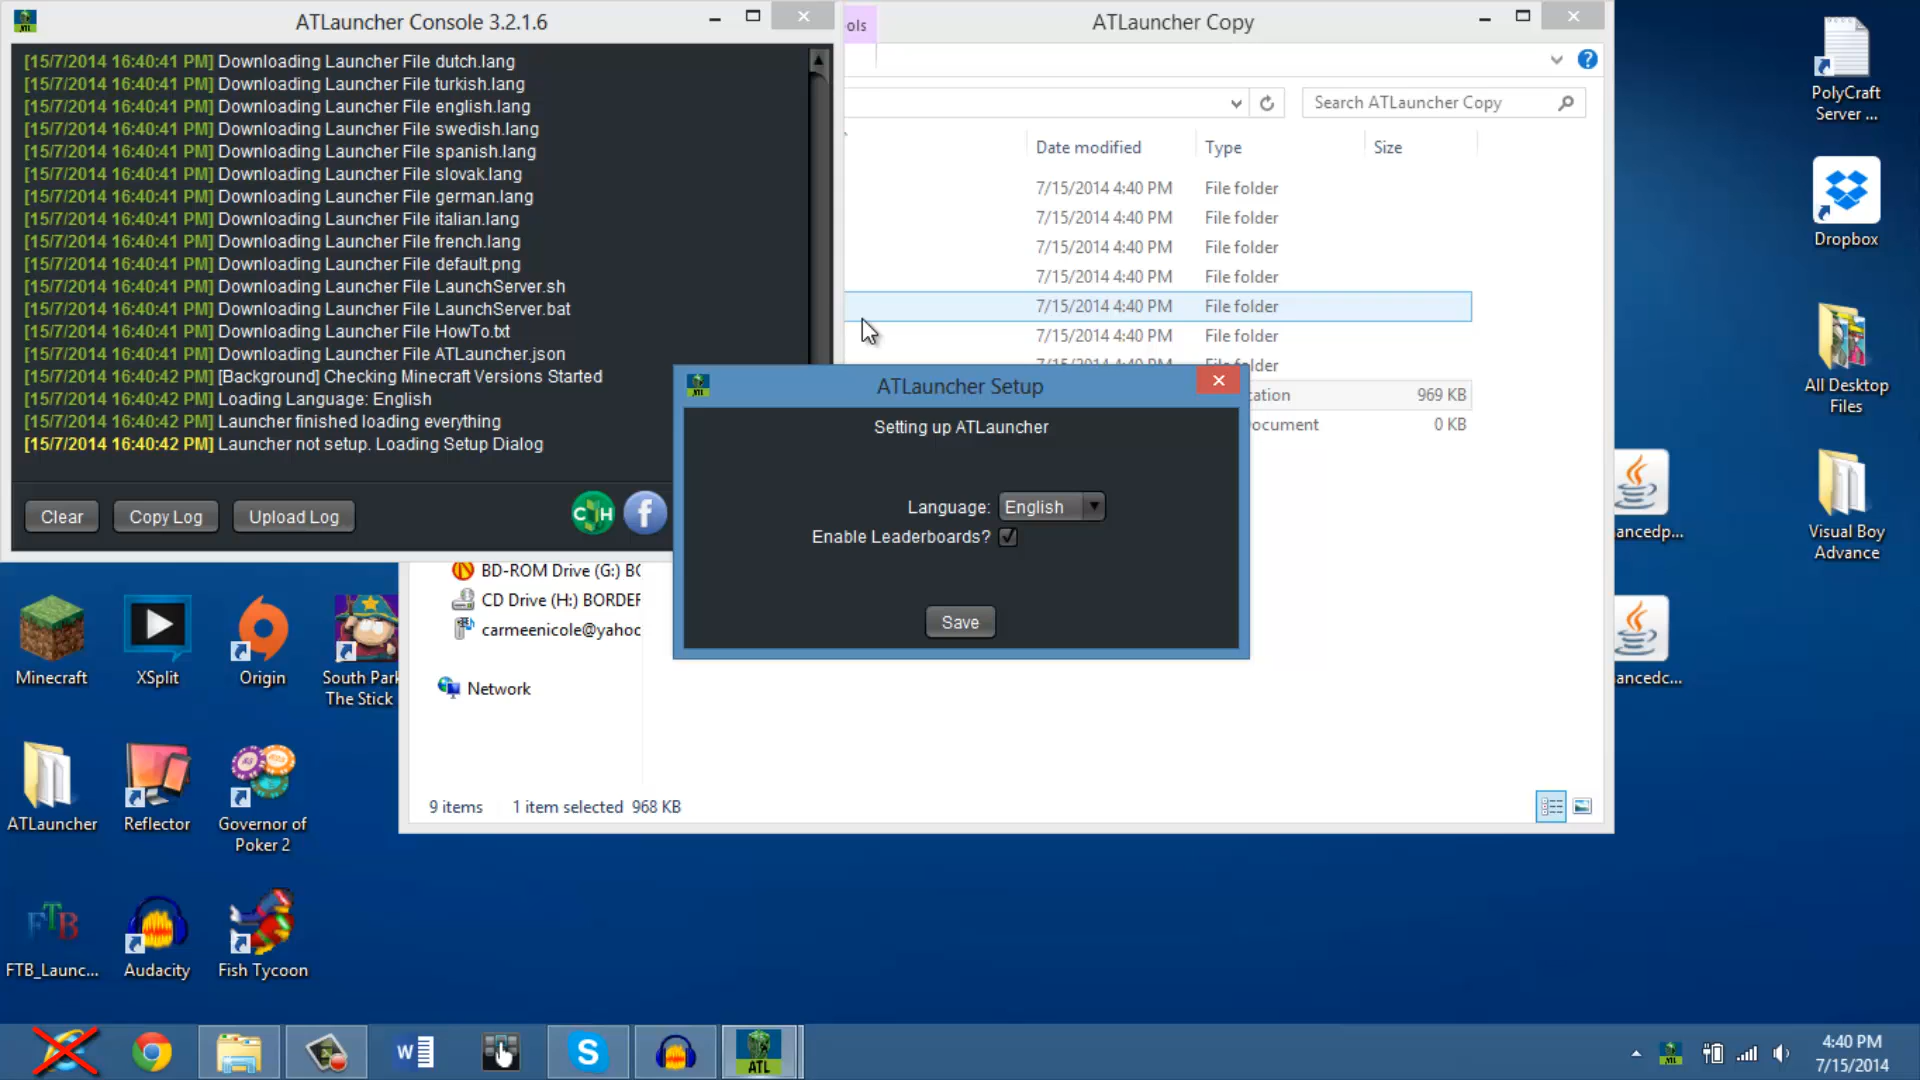 ATLauncher Console 3.2.1.6
[15/7/2014 16:40:41 PM] Downloading Launcher File dutch.lang
[15/7/2014 16:40:41 PM] Downloading Launcher File turkish.lang
[15/7/2014 16:40:41 PM] Downloading Launcher File english.lang
[15/7/2014 16:40:41 PM] Downloading Launcher File swedish.lang
[15/7/2014 16:40:41 PM] Downloading Launcher File spanish.lang
[15/7/2014 16:40:41 PM] Downloading Launcher File slovak.lang
[15/7/2014 16:40:41 PM] Downloading Launcher File german.lang
[15/7/2014 16:40:41 PM] Downloading Launcher File italian.lang
[15/7/2014 16:40:41 PM] Downloading Launcher File french.lang
[15/7/2014 16:40:41 PM] Downloading Launcher File default.png
[15/7/2014 16:40:41 PM] Downloading Launcher File LaunchServer.sh
[15/7/2014 16:40:41 PM] Downloading Launcher File LaunchServer.bat
[15/7/2014 16:40:41 PM] Downloading Launcher File HowTo.txt
[15/7/2014 16:40:41 PM] Downloading Launcher File ATLauncher.json
[15/7/2014 16:40:42 PM] [Background] Checking Minecraft Versions Started
[15/7/2014 16:40:42 PM] Loading Language: English
[15/7/2014 16:40:42 PM] Launcher finished loading everything
[15/7/2014 16:40:42 PM] Launcher not setup. Loading Setup Dialog
Clear Copy Log Upload Log
CH f
ols
ATLauncher Copy
Search ATLauncher Copy
Date modified Type Size
7/15/2014 4:40 PM File folder
7/15/2014 4:40 PM File folder
7/15/2014 4:40 PM File folder
7/15/2014 4:40 PM File folder
7/15/2014 4:40 PM File folder
7/15/2014 4:40 PM File folder
File folder
cation 969 KB
ocument 0 KB
ATLauncher Setup
Setting up ATLauncher
Language: English
Enable Leaderboards?
Save
BD-ROM Drive (G:) BO
CD Drive (H:) BORDER
carmeenicole@yahoo
Network
9 items 1 item selected 968 KB
PolyCraft
Server ...
Dropbox
All Desktop
Files
Visual Boy
Advance
ancedp...
ancedc...
Minecraft
XSplit
Origin
South Park
The Stick
ATLauncher
Reflector
Governor of
Poker 2
FTB
FTB_Launc...
Audacity
Fish Tycoon
ATL
4:40 PM
7/15/2014